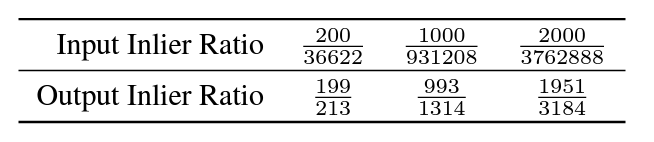 Input Inlier Ratio 200/36622 1000/931208 2000/3762888
Output Inlier Ratio 199/213 993/1314 1951/3184